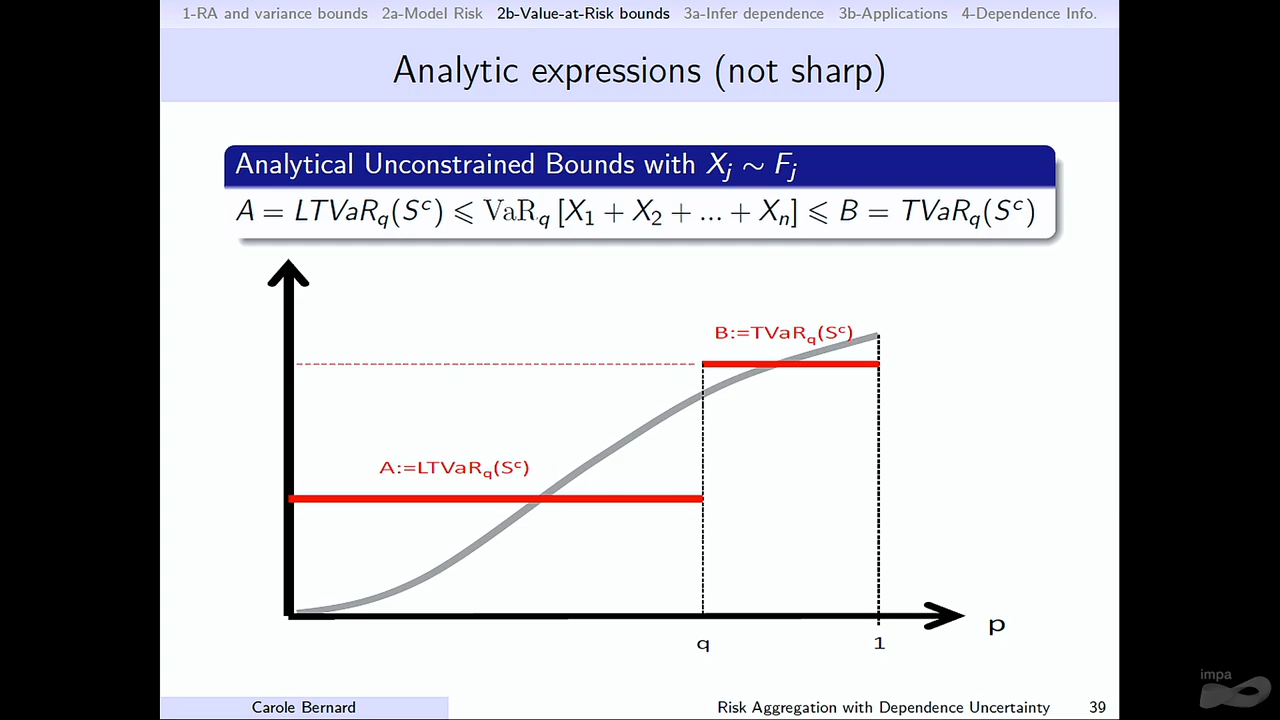 1-RA and variance bounds 2a-Model Risk 2b-Value-at-Risk bounds 3a-Infer dependence 3b-Applications 4-Dependence Info.
Analytic expressions (not sharp)
Analytical Unconstrained Bounds with X_j ∼ F_j
A = LTVaR_q(S^c) ⩽ VaR_q [X_1 + X_2 + ... + X_n] ⩽ B = TVaR_q(S^c)
B:=TVaR_q(S^c)
A:=LTVaR_q(S^c)
p
q 1
impa
Carole Bernard Risk Aggregation with Dependence Uncertainty 39